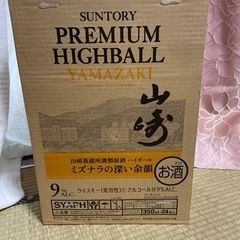 SUNTORY
PREMIUM
HIGHBALL
YAMAZAKI
山崎
山崎蒸溜所謹製原酒 ハイボール
ミズナラの深い余韻
お酒
9% ALC.
ウイスキー(発泡性)① アルコール分9%
350ml×24缶